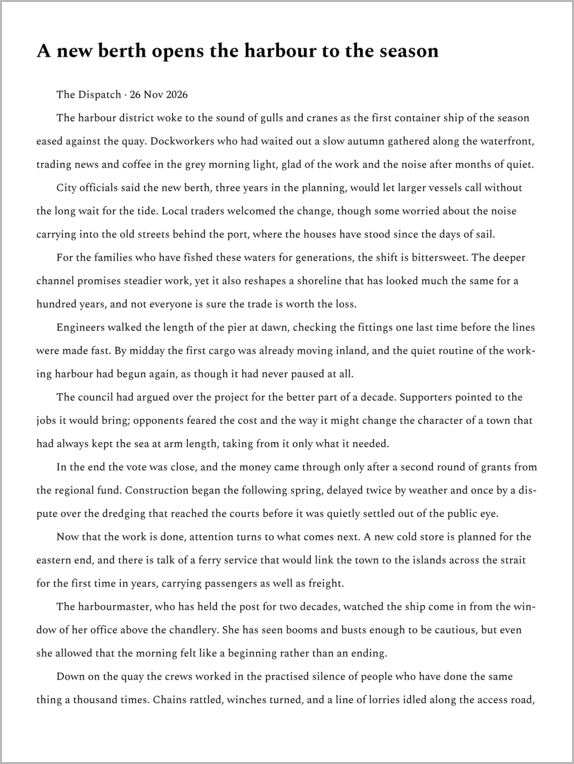 A new berth opens the harbour to the season
The Dispatch · 26 Nov 2026
The harbour district woke to the sound of gulls and cranes as the first container ship of the season
eased against the quay. Dockworkers who had waited out a slow autumn gathered along the waterfront,
trading news and coffee in the grey morning light, glad of the work and the noise after months of quiet.
City officials said the new berth, three years in the planning, would let larger vessels call without
the long wait for the tide. Local traders welcomed the change, though some worried about the noise
carrying into the old streets behind the port, where the houses have stood since the days of sail.
For the families who have fished these waters for generations, the shift is bittersweet. The deeper
channel promises steadier work, yet it also reshapes a shoreline that has looked much the same for a
hundred years, and not everyone is sure the trade is worth the loss.
Engineers walked the length of the pier at dawn, checking the fittings one last time before the lines
were made fast. By midday the first cargo was already moving inland, and the quiet routine of the work-
ing harbour had begun again, as though it had never paused at all.
The council had argued over the project for the better part of a decade. Supporters pointed to the
jobs it would bring; opponents feared the cost and the way it might change the character of a town that
had always kept the sea at arm length, taking from it only what it needed.
In the end the vote was close, and the money came through only after a second round of grants from
the regional fund. Construction began the following spring, delayed twice by weather and once by a dis-
pute over the dredging that reached the courts before it was quietly settled out of the public eye.
Now that the work is done, attention turns to what comes next. A new cold store is planned for the
eastern end, and there is talk of a ferry service that would link the town to the islands across the strait
for the first time in years, carrying passengers as well as freight.
The harbourmaster, who has held the post for two decades, watched the ship come in from the win-
dow of her office above the chandlery. She has seen booms and busts enough to be cautious, but even
she allowed that the morning felt like a beginning rather than an ending.
Down on the quay the crews worked in the practised silence of people who have done the same
thing a thousand times. Chains rattled, winches turned, and a line of lorries idled along the access road,